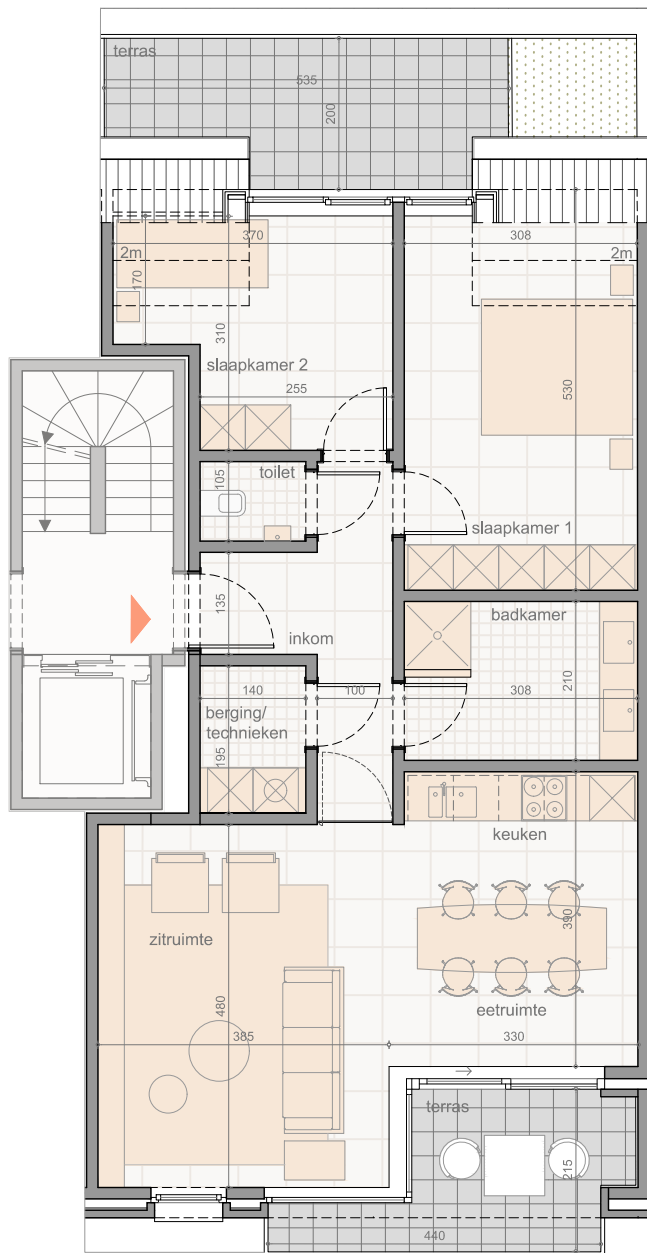 terras
535
200
370
308
2m
2m
170
310
530
slaapkamer 2
255
toilet
105
slaapkamer 1
135
inkom
badkamer
210
140
100
308
berging/
technieken
195
keuken
zitruimte
390
eetruimte
480
385
330
terras
215
440